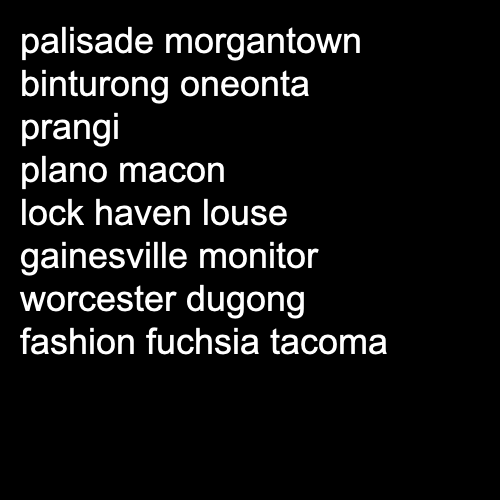 palisade morgantown
binturong oneonta
prangi
plano macon
lock haven louse
gainesville monitor
worcester dugong
fashion fuchsia tacoma